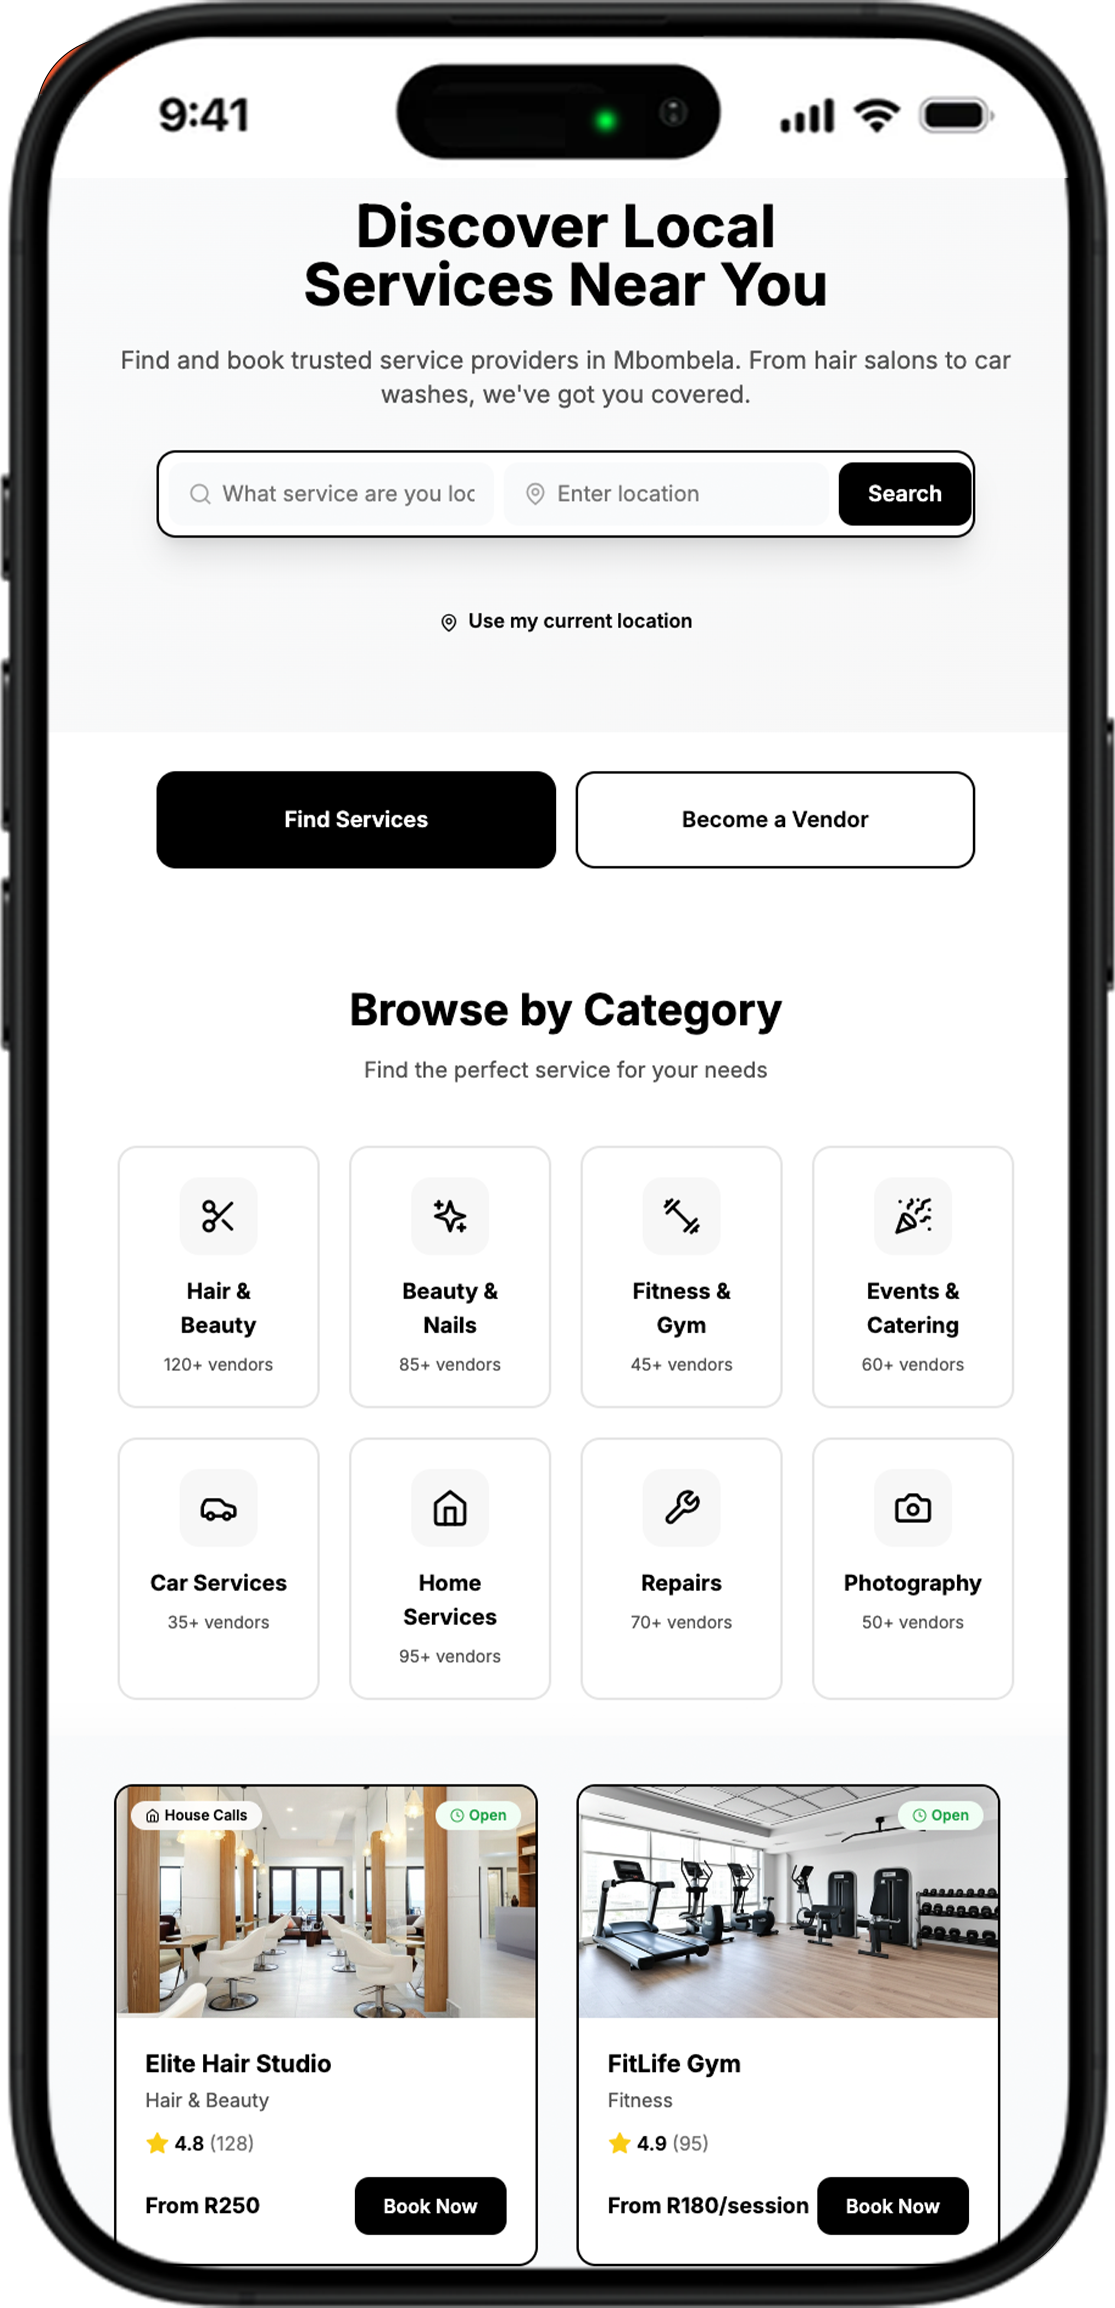 9:41
Discover Local
Services Near You
Find and book trusted service providers in Mbombela. From hair salons to car
washes, we've got you covered.
What service are you loc
Enter location
Search
Use my current location
Find Services
Become a Vendor
Browse by Category
Find the perfect service for your needs
Hair &
Beauty
120+ vendors
Beauty &
Nails
85+ vendors
Fitness &
Gym
45+ vendors
Events &
Catering
60+ vendors
Car Services
35+ vendors
Home
Services
95+ vendors
Repairs
70+ vendors
Photography
50+ vendors
House Calls
Open
Elite Hair Studio
Hair & Beauty
4.8 (128)
From R250
Book Now
Open
FitLife Gym
Fitness
4.9 (95)
From R180/session
Book Now